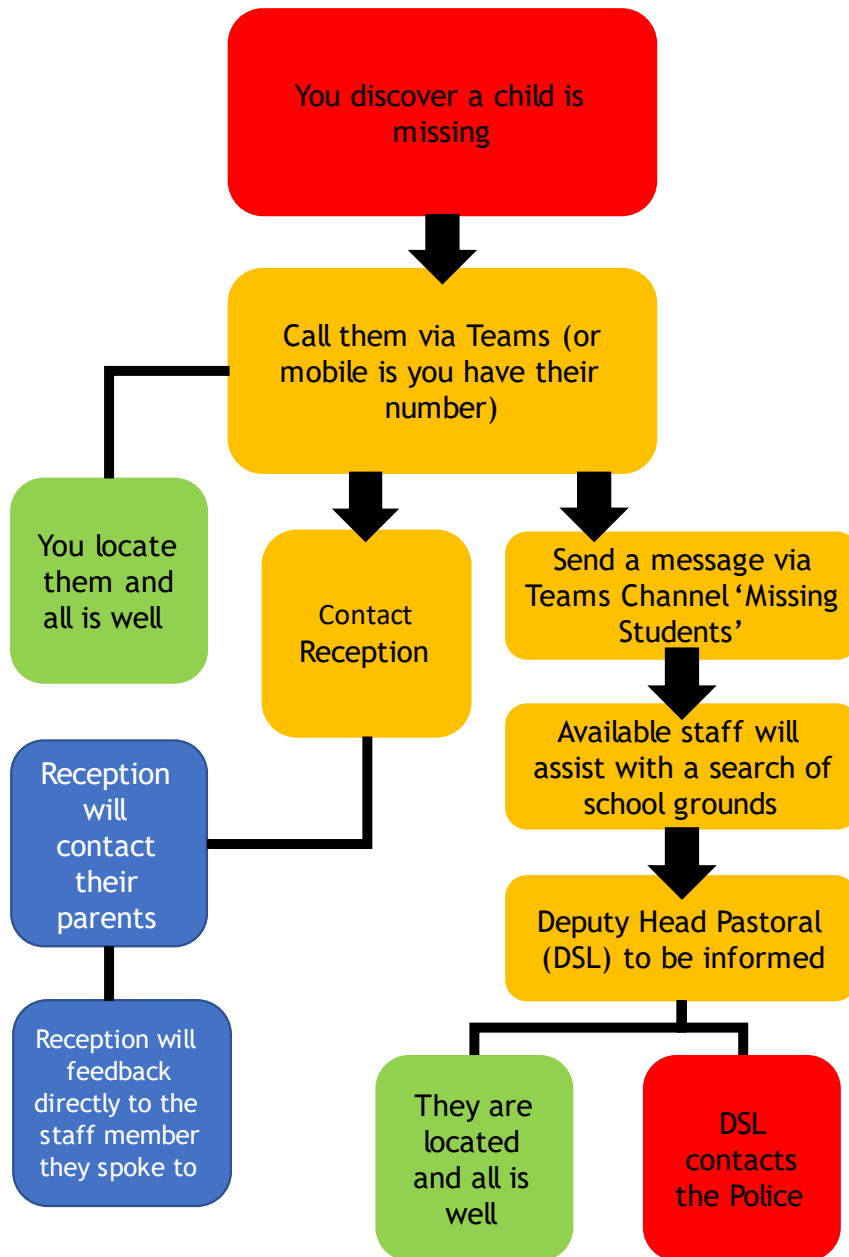 You discover a child is
missing
Call them via Teams (or
mobile is you have their
number)
You locate
them and
all is well
Contact
Reception
Send a message via
Teams Channel ‘Missing
Students’
Available staff will
assist with a search of
school grounds
Reception
will
contact
their
parents
Deputy Head Pastoral
(DSL) to be informed
Reception will
feedback
directly to the
staff member
they spoke to
They are
located
and all is
well
DSL
contacts
the Police